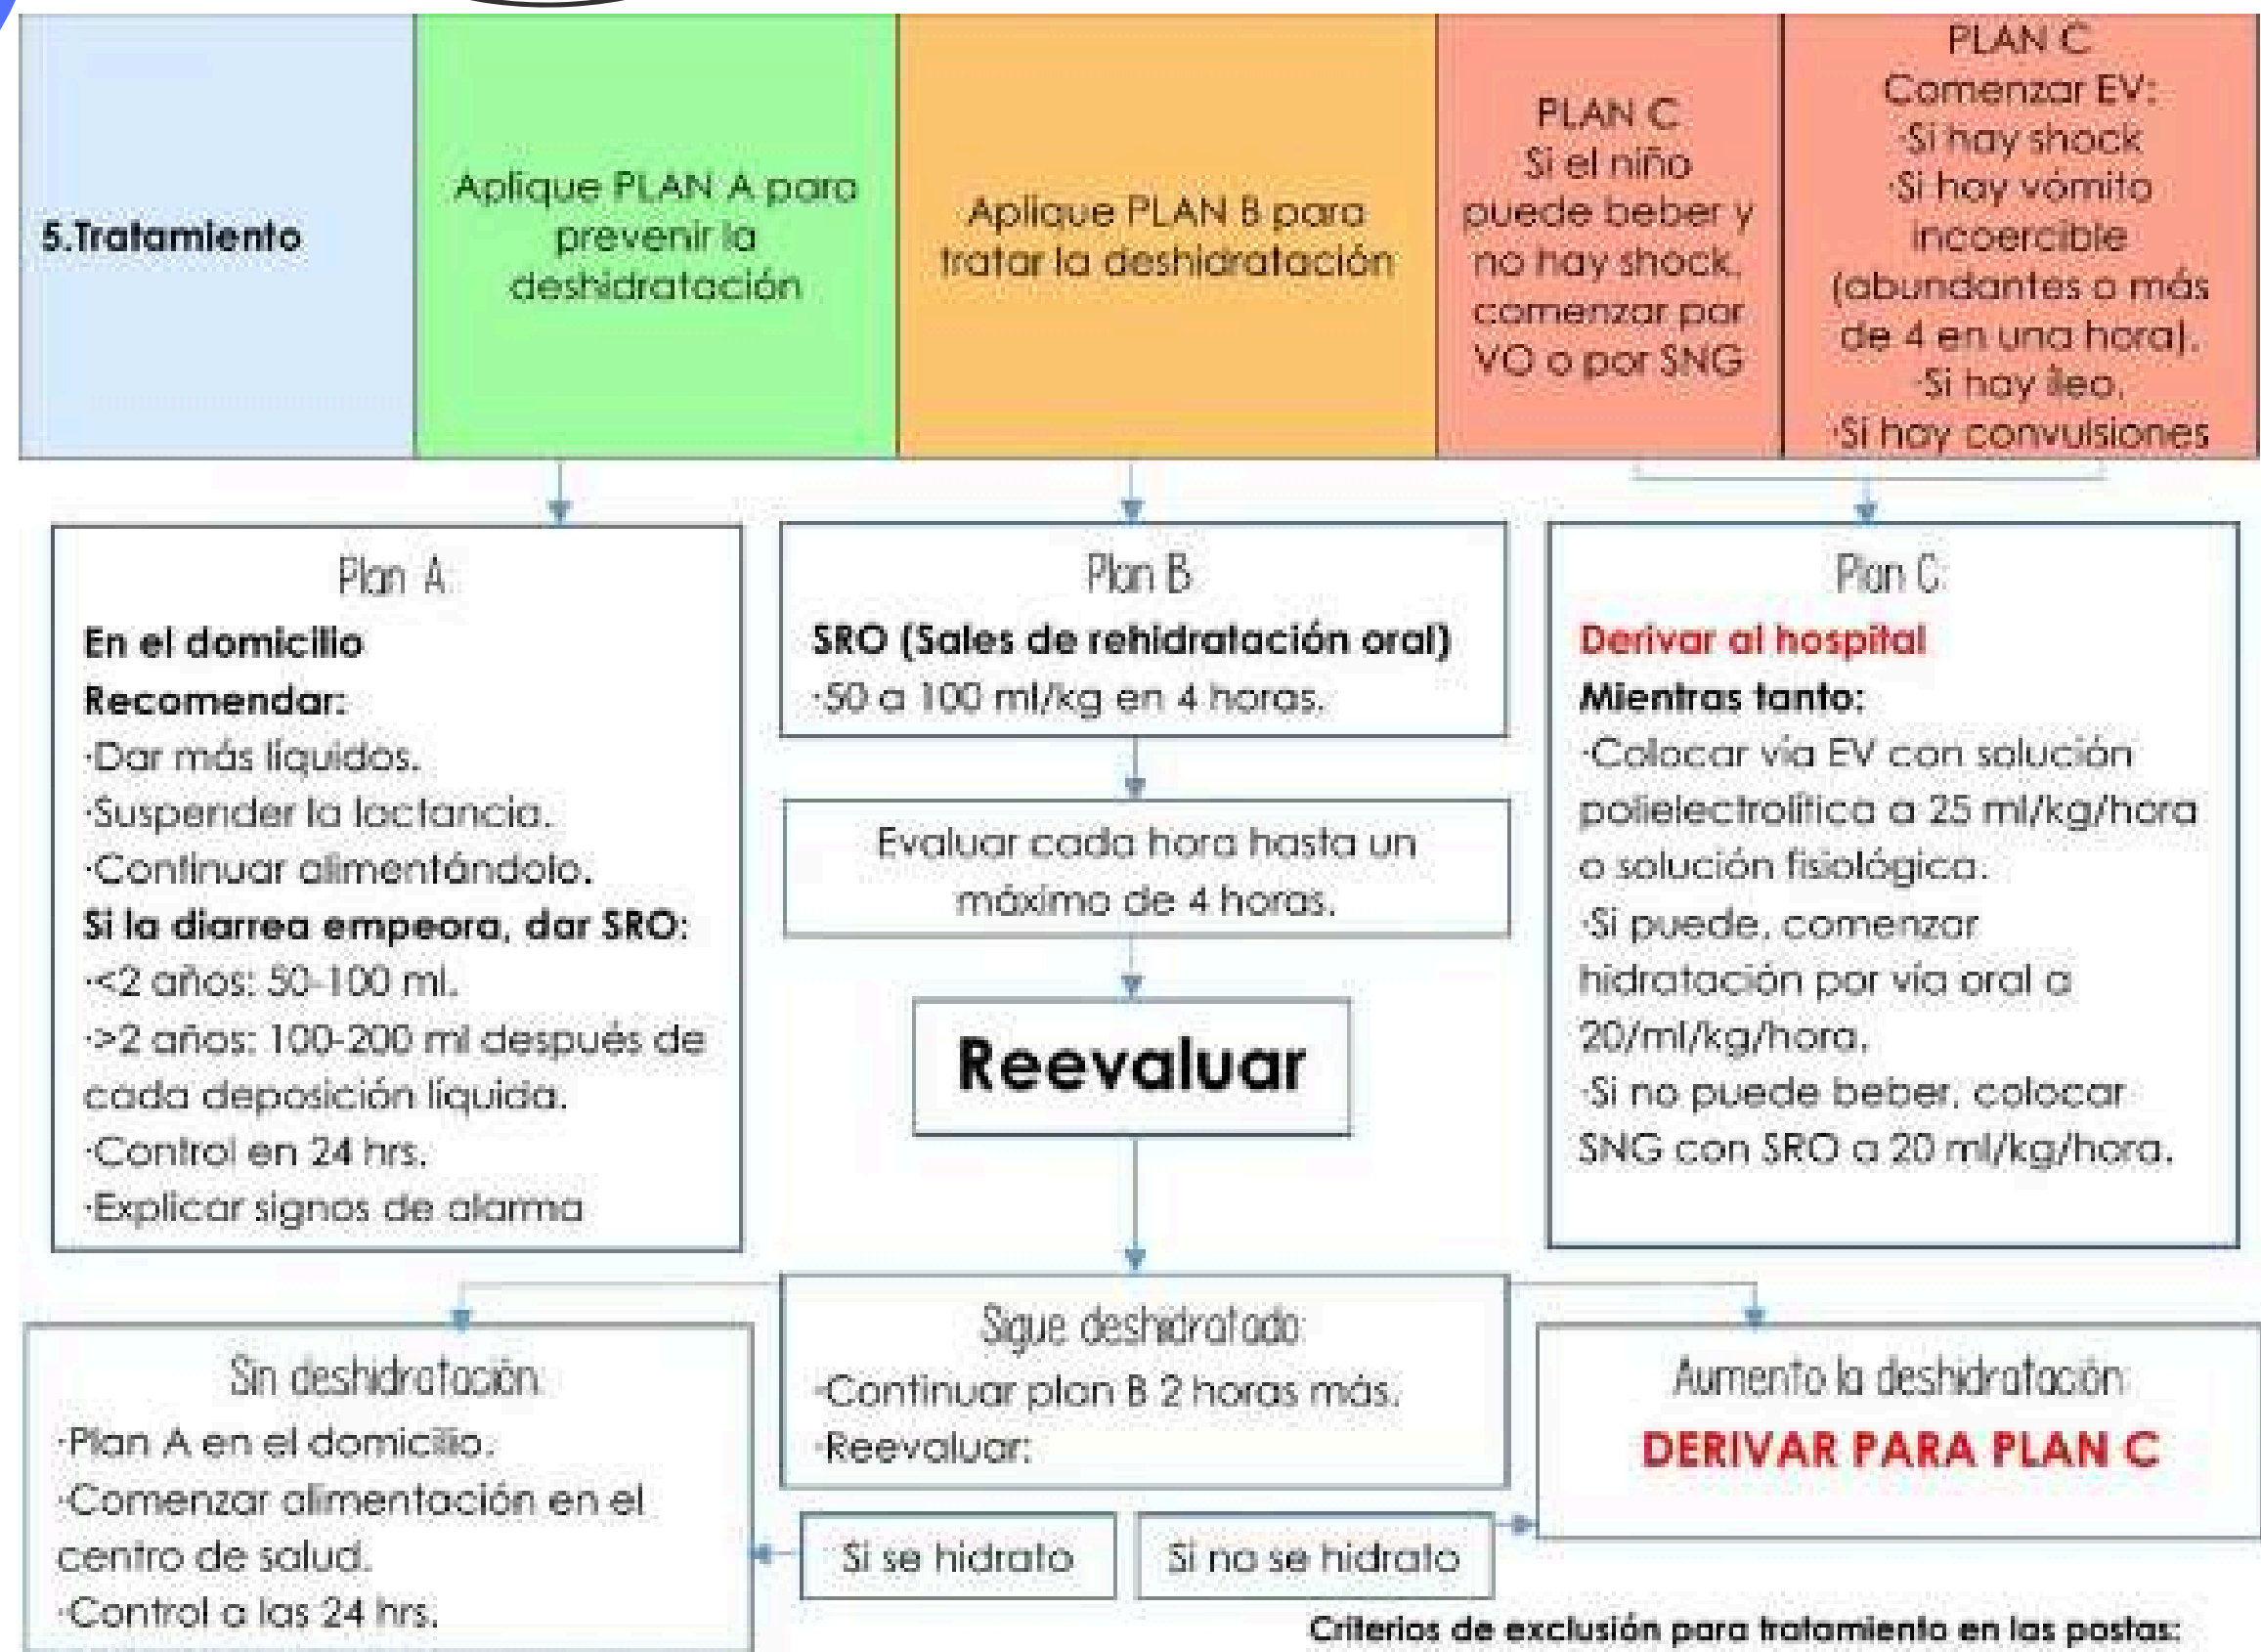 5.Tratamiento
Aplique PLAN A para
prevenir la
deshidratación
Aplique PLAN B para
tratar la deshidratación
PLAN C
Si el niño
puede beber y
no hay shock,
comenzar por
VO o por SNG
PLAN C
Comenzar EV:
·Si hay shock
·Si hay vómito
incoercible
(abundantes o más
de 4 en una hora).
·Si hay íleo.
·Si hay convulsiones
Plan A:
En el domicilio
Recomendar:
·Dar más líquidos.
·Suspender la lactancia.
·Continuar alimentándolo.
Si la diarrea empeora, dar SRO:
·<2 años: 50-100 ml.
·>2 años: 100-200 ml después de
cada deposición líquida.
·Control en 24 hrs.
·Explicar signos de alarma
Plan B:
SRO (Sales de rehidratación oral)
·50 a 100 ml/kg en 4 horas.
Evaluar cada hora hasta un
máximo de 4 horas.
Reevaluar
Plan C:
Derivar al hospital
Mientras tanto:
·Colocar vía EV con solución
polielectrolítica a 25 ml/kg/hora
o solución fisiológica.
·Si puede, comenzar
hidratación por vía oral a
20/ml/kg/hora.
·Si no puede beber, colocar
SNG con SRO a 20 ml/kg/hora.
Sin deshidratación:
·Plan A en el domicilio.
·Comenzar alimentación en el
centro de salud.
·Control a las 24 hrs.
Sigue deshidratado:
·Continuar plan B 2 horas más.
·Reevaluar:
Si se hidrato
Si no se hidrato
Aumento la deshidratación:
DERIVAR PARA PLAN C
Criterios de exclusión para tratamiento en las postas: